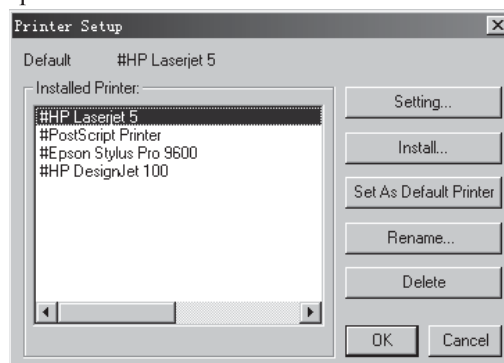 Printer Setup
Default #HP Laserjet 5
Installed Printer:
#HP Laserjet 5
#PostScript Printer
#Epson Stylus Pro 9600
#HP DesignJet 100
Setting...
Install...
Set As Default Printer
Rename...
Delete
OK Cancel